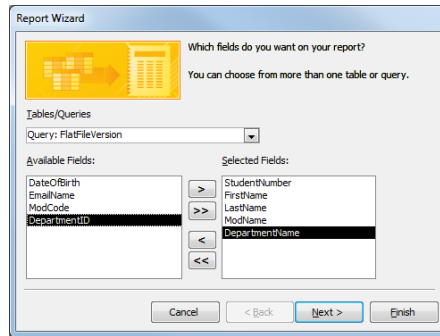 Report Wizard
Which fields do you want on your report?
You can choose from more than one table or query.
Tables/Queries
Query: FlatFileVersion
Available Fields:
Selected Fields:
DateOfBirth
EmailName
ModCode
DepartmentID
>
>>
<
<<
StudentNumber
FirstName
LastName
ModName
DepartmentName
Cancel
< Back
Next >
Finish